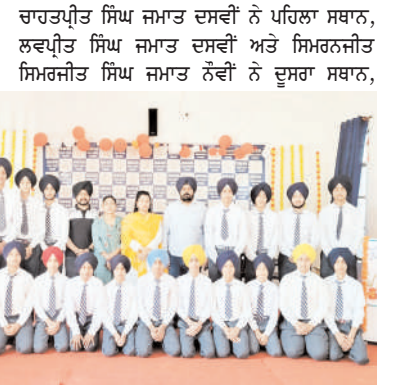 ਚਾਹਤਪ੍ਰੀਤ ਸਿੰਘ ਜਮਾਤ ਦਸਵੀਂ ਨੇ ਪਹਿਲਾ ਸਥਾਨ,
ਲਵਪ੍ਰੀਤ ਸਿੰਘ ਜਮਾਤ ਦਸਵੀਂ ਅਤੇ ਸਿਮਰਨਜੀਤ
ਸਿਮਰਜੀਤ ਸਿੰਘ ਜਮਾਤ ਨੌਵੀਂ ਨੇ ਦੂਸਰਾ ਸਥਾਨ,